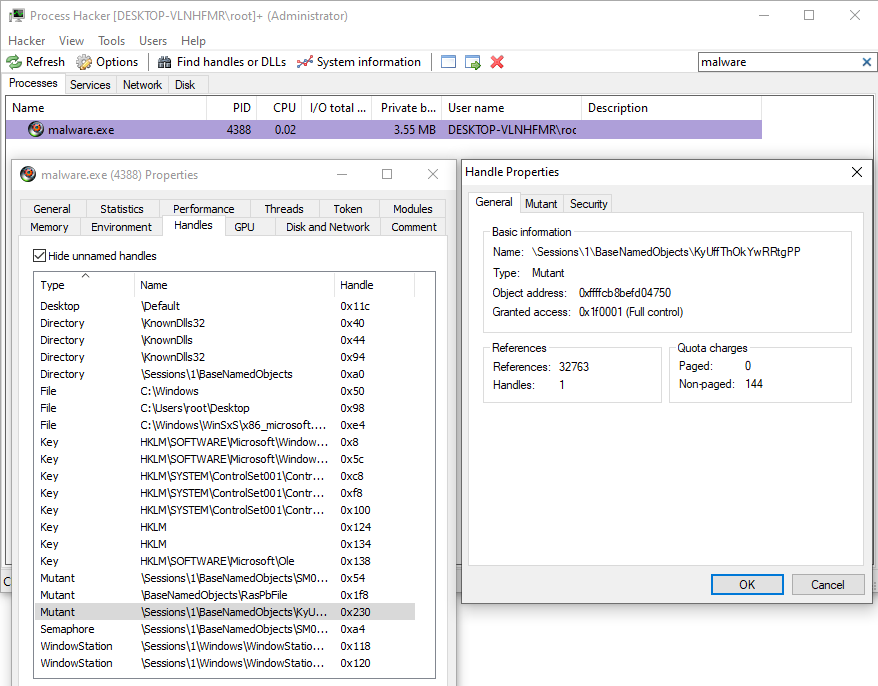 Process Hacker [DESKTOP-VLNHFMR\root]+ (Administrator)
Hacker View Tools Users Help
Refresh Options Find handles or DLLs System information malware
Processes Services Network Disk
Name PID CPU I/O total ... Private b... User name Description
malware.exe 4388 0.02 3.55 MB DESKTOP-VLNHFMR\roc
malware.exe (4388) Properties
General Statistics Performance Threads Token Modules
Memory Environment Handles GPU Disk and Network Comment
Hide unnamed handles
Type Name Handle
Desktop \Default 0x11c
Directory \KnownDlls32 0x40
Directory \KnownDlls 0x44
Directory \KnownDlls32 0x94
Directory \Sessions\1\BaseNamedObjects 0xa0
File C:\Windows 0x50
File C:\Users\root\Desktop 0x98
File C:\Windows\WinSxS\x86_microsoft.... 0xe4
Key HKLM\SOFTWARE\Microsoft\Window... 0x8
Key HKLM\SOFTWARE\Microsoft\Window... 0x5c
Key HKLM\SYSTEM\ControlSet001\Contr... 0xc8
Key HKLM\SYSTEM\ControlSet001\Contr... 0xf8
Key HKLM\SYSTEM\ControlSet001\Contr... 0x100
Key HKLM 0x124
Key HKLM 0x134
Key HKLM\SOFTWARE\Microsoft\Ole 0x138
Mutant \Sessions\1\BaseNamedObjects\SM0... 0x54
Mutant \BaseNamedObjects\RasPbFile 0x1f8
Mutant \Sessions\1\BaseNamedObjects\KyU... 0x230
Semaphore \Sessions\1\BaseNamedObjects\SM0... 0xa4
WindowStation \Sessions\1\Windows\WindowStatio... 0x118
WindowStation \Sessions\1\Windows\WindowStatio... 0x120
Handle Properties
General Mutant Security
Basic information
Name: \Sessions\1\BaseNamedObjects\KyUffThOkYwRRtgPP
Type: Mutant
Object address: 0xffffcb8befd04750
Granted access: 0x1f0001 (Full control)
References
References: 32763
Handles: 1
Quota charges
Paged: 0
Non-paged: 144
OK Cancel